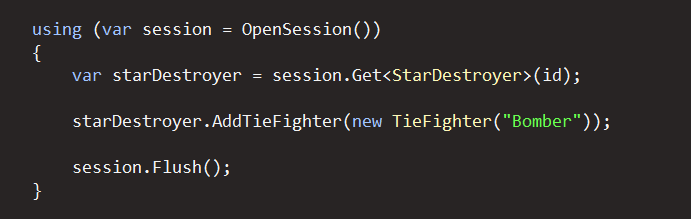 using (var session = OpenSession())
{
    var starDestroyer = session.Get<StarDestroyer>(id);

    starDestroyer.AddTieFighter(new TieFighter("Bomber"));

    session.Flush();
}